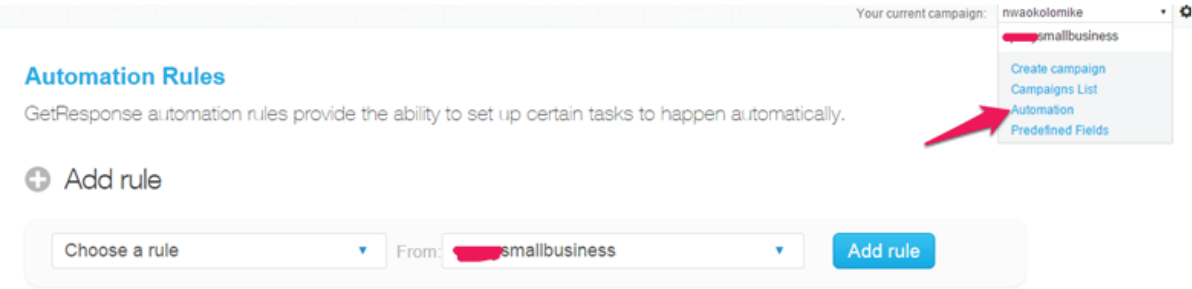 Your current campaign: nwaokolomike
smallbusiness
Create campaign
Campaigns List
Automation
Predefined Fields
Automation Rules
GetResponse automation rules provide the ability to set up certain tasks to happen automatically.
Add rule
Choose a rule From: smallbusiness Add rule